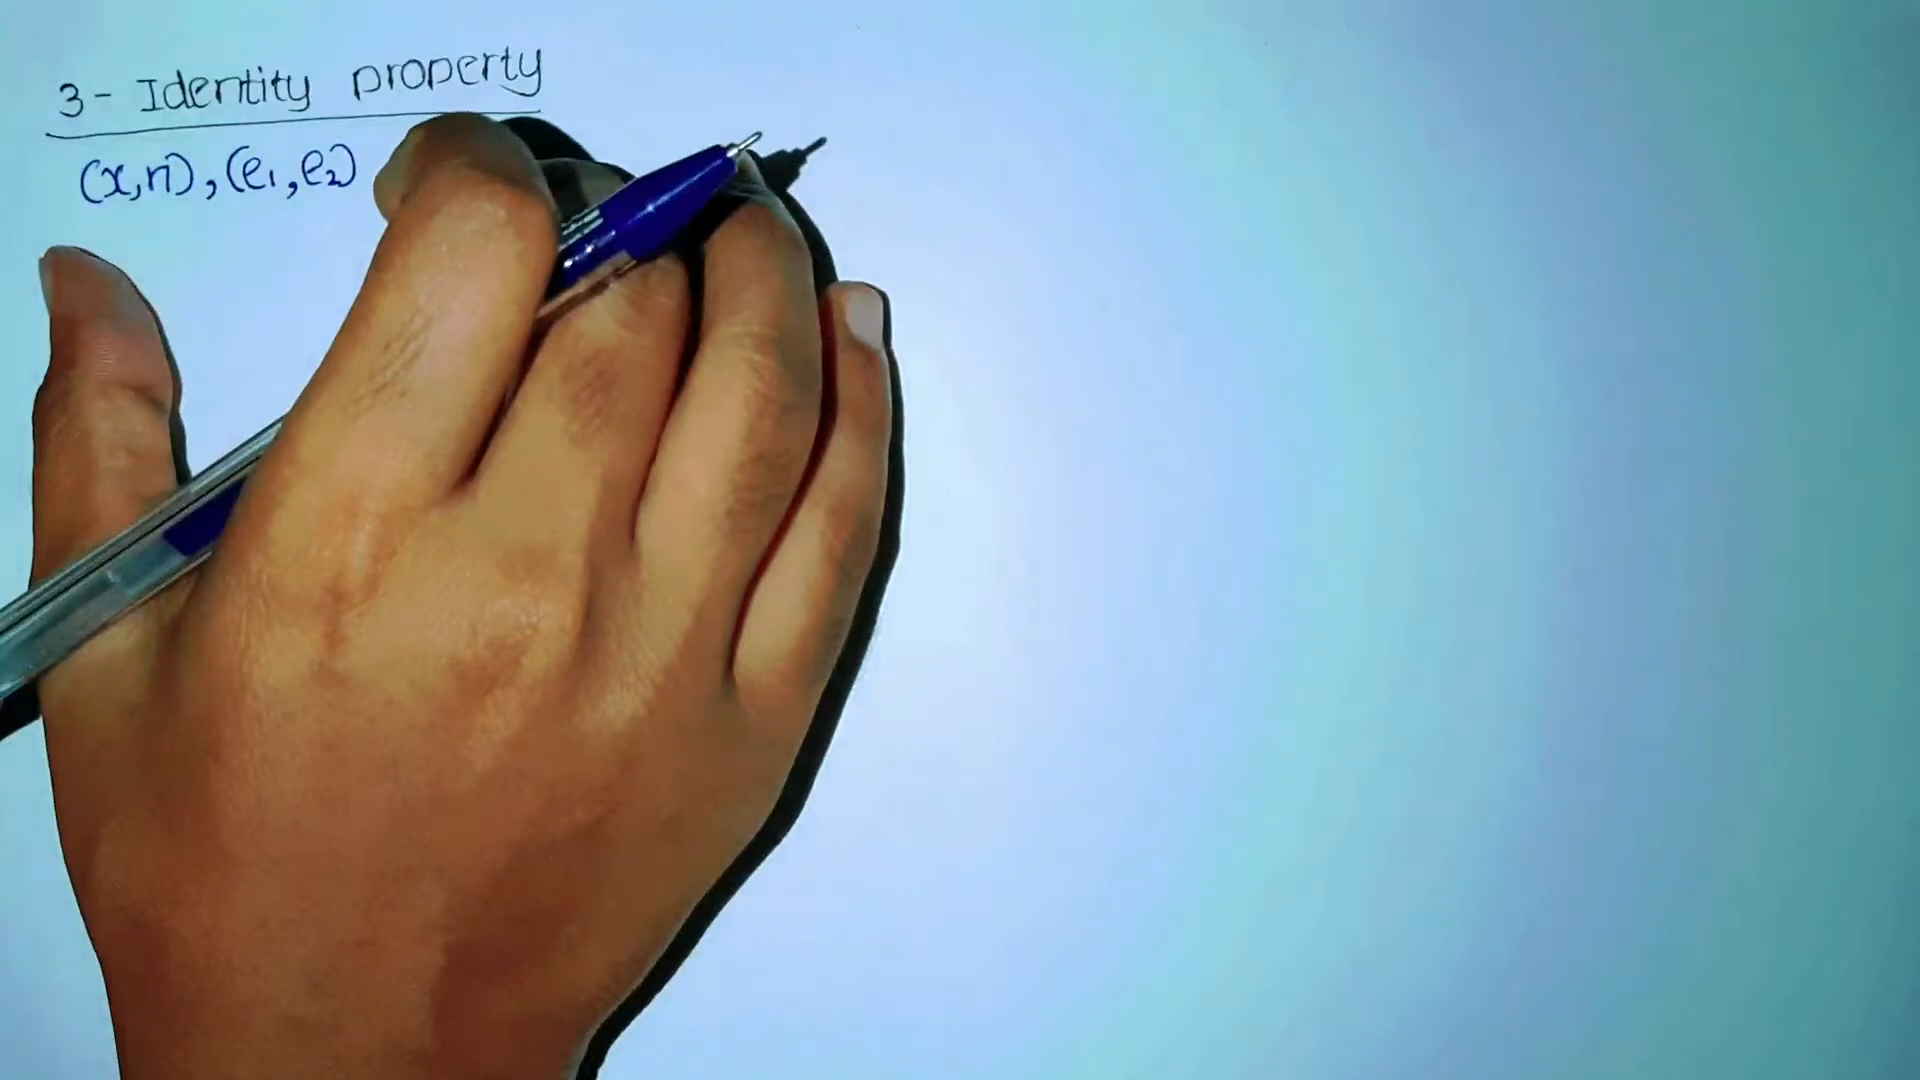 3- Identity property
(x,n), (e₁,e₂)